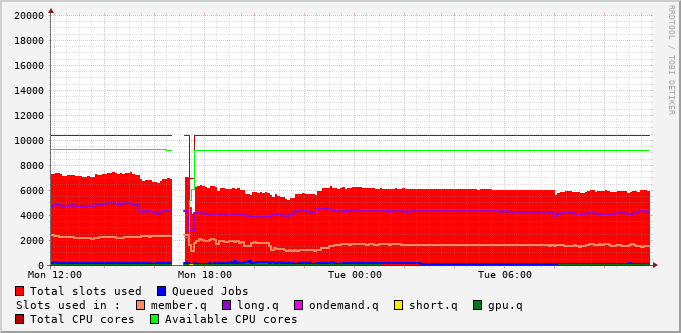 RRDTOOL / TOBI OETIKER
20000
18000
16000
14000
12000
10000
8000
6000
4000
2000
0
Mon 12:00 Mon 18:00 Tue 00:00 Tue 06:00
Total slots used Queued Jobs
Slots used in : member.q long.q ondemand.q short.q gpu.q
Total CPU cores Available CPU cores